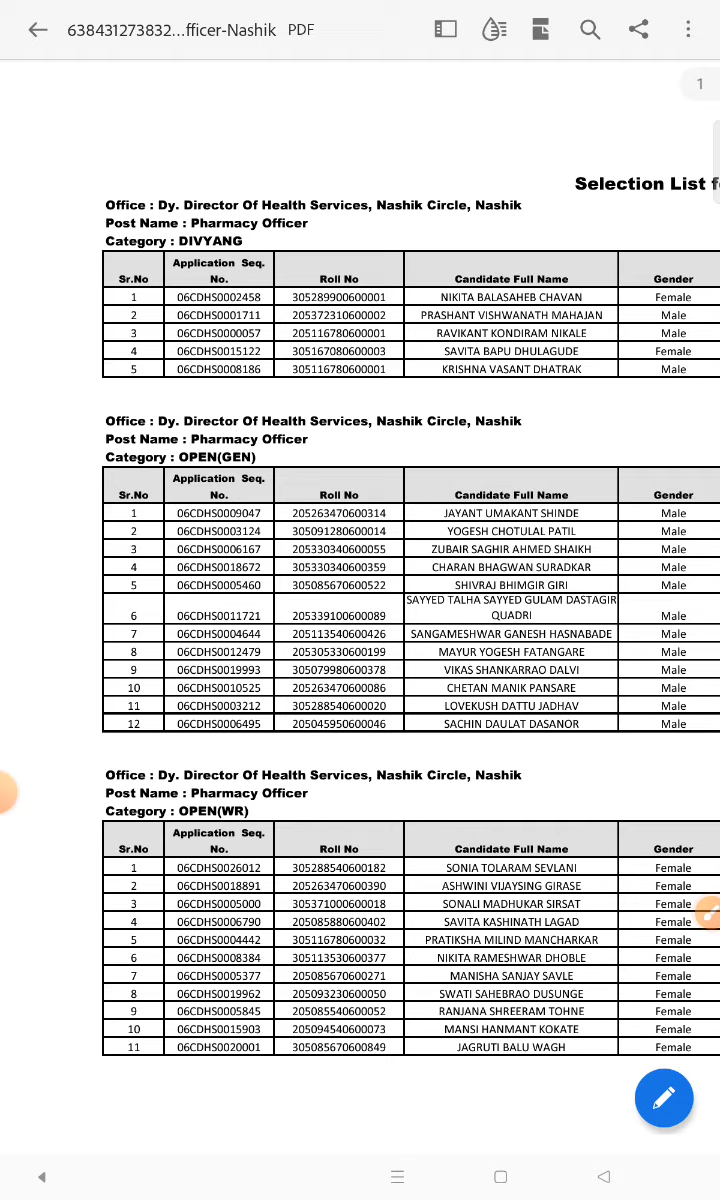 638431273832...fficer-Nashik PDF
1
Selection List
Office : Dy. Director Of Health Services, Nashik Circle, Nashik
Post Name : Pharmacy Officer
Category : DIVYANG
Sr.No Application Seq. No. Roll No Candidate Full Name Gender
1 06CDHS0002458 305289900600001 NIKITA BALASAHEB CHAVAN Female
2 06CDHS0001711 205372310600002 PRASHANT VISHWANATH MAHAJAN Male
3 06CDHS0000057 205116780600001 RAVIKANT KONDIRAM NIKALE Male
4 06CDHS0015122 305167080600003 SAVITA BAPU DHULAGUDE Female
5 06CDHS0008186 305116780600001 KRISHNA VASANT DHATRAK Male
Office : Dy. Director Of Health Services, Nashik Circle, Nashik
Post Name : Pharmacy Officer
Category : OPEN(GEN)
Sr.No Application Seq. No. Roll No Candidate Full Name Gender
1 06CDHS0009047 205263470600314 JAYANT UMAKANT SHINDE Male
2 06CDHS0003124 305091280600014 YOGESH CHOTULAL PATIL Male
3 06CDHS0006167 205330340600055 ZUBAIR SAGHIR AHMED SHAIKH Male
4 06CDHS0018672 305330340600359 CHARAN BHAGWAN SURADKAR Male
5 06CDHS0005460 305085670600522 SHIVRAJ BHIMGIR GIRI Male
6 06CDHS0011721 205339100600089 SAYYED TALHA SAYYED GULAM DASTAGIR QUADRI Male
7 06CDHS0004644 205113540600426 SANGAMESHWAR GANESH HASNABADE Male
8 06CDHS0012479 205305330600199 MAYUR YOGESH FATANGARE Male
9 06CDHS0019993 305079980600378 VIKAS SHANKARRAO DALVI Male
10 06CDHS0010525 205263470600086 CHETAN MANIK PANSARE Male
11 06CDHS0003212 305288540600020 LOVEKUSH DATTU JADHAV Male
12 06CDHS0006495 205045950600046 SACHIN DAULAT DASANOR Male
Office : Dy. Director Of Health Services, Nashik Circle, Nashik
Post Name : Pharmacy Officer
Category : OPEN(WR)
Sr.No Application Seq. No. Roll No Candidate Full Name Gender
1 06CDHS0026012 305288540600182 SONIA TOLARAM SEVLANI Female
2 06CDHS0018891 205263470600390 ASHWINI VIJAYSING GIRASE Female
3 06CDHS0005000 305371000600018 SONALI MADHUKAR SIRSAT Female
4 06CDHS0006790 205085880600402 SAVITA KASHINATH LAGAD Female
5 06CDHS0004442 305116780600032 PRATIKSHA MILIND MANCHARKAR Female
6 06CDHS0008384 305113530600377 NIKITA RAMESHWAR DHOBLE Female
7 06CDHS0005377 205085670600271 MANISHA SANJAY SAVLE Female
8 06CDHS0019962 205093230600050 SWATI SAHEBRAO DUSUNGE Female
9 06CDHS0005845 205085540600052 RANJANA SHREERAM TOHNE Female
10 06CDHS0015903 205094540600073 MANSI HANMANT KOKATE Female
11 06CDHS0020001 305085670600849 JAGRUTI BALU WAGH Female